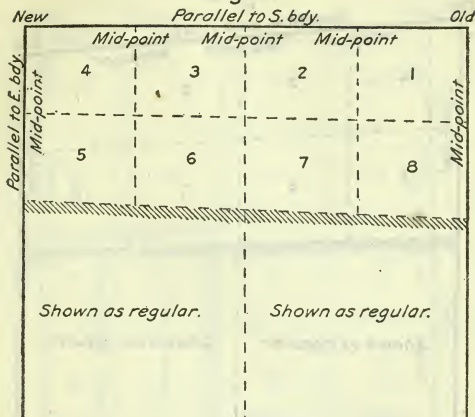 New Parallel to S. bdy. Old
Mid-point Mid-point Mid-point
Parallel to E. bdy.
Mid-point
4 3 2 1
Mid-point
5 6 7 8
Shown as regular. Shown as regular.